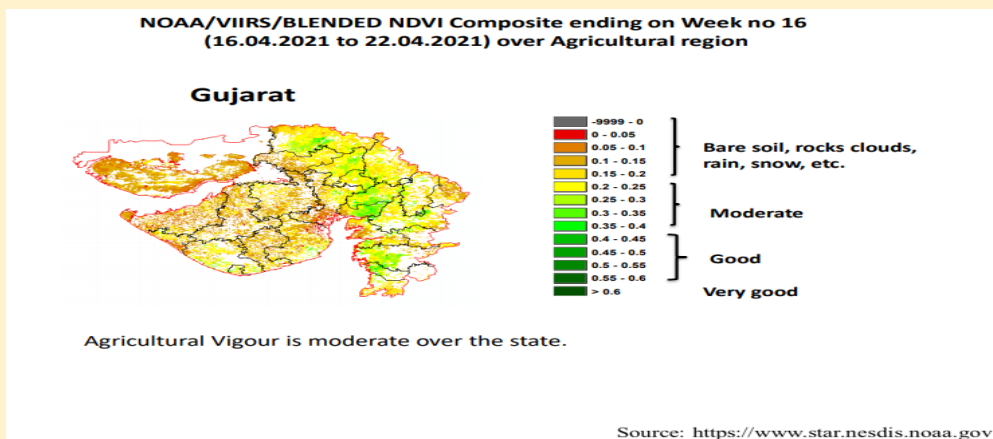 NOAA/VIIRS/BLENDED NDVI Composite ending on Week no 16
(16.04.2021 to 22.04.2021) over Agricultural region
Gujarat
-9999 - 0
0 - 0.05
0.05 - 0.1
0.1 - 0.15
0.15 - 0.2
0.2 - 0.25
0.25 - 0.3
0.3 - 0.35
0.35 - 0.4
0.4 - 0.45
0.45 - 0.5
0.5 - 0.55
0.55 - 0.6
> 0.6
Bare soil, rocks clouds,
rain, snow, etc.
Moderate
Good
Very good
Agricultural Vigour is moderate over the state.
Source: https://www.star.nesdis.noaa.gov